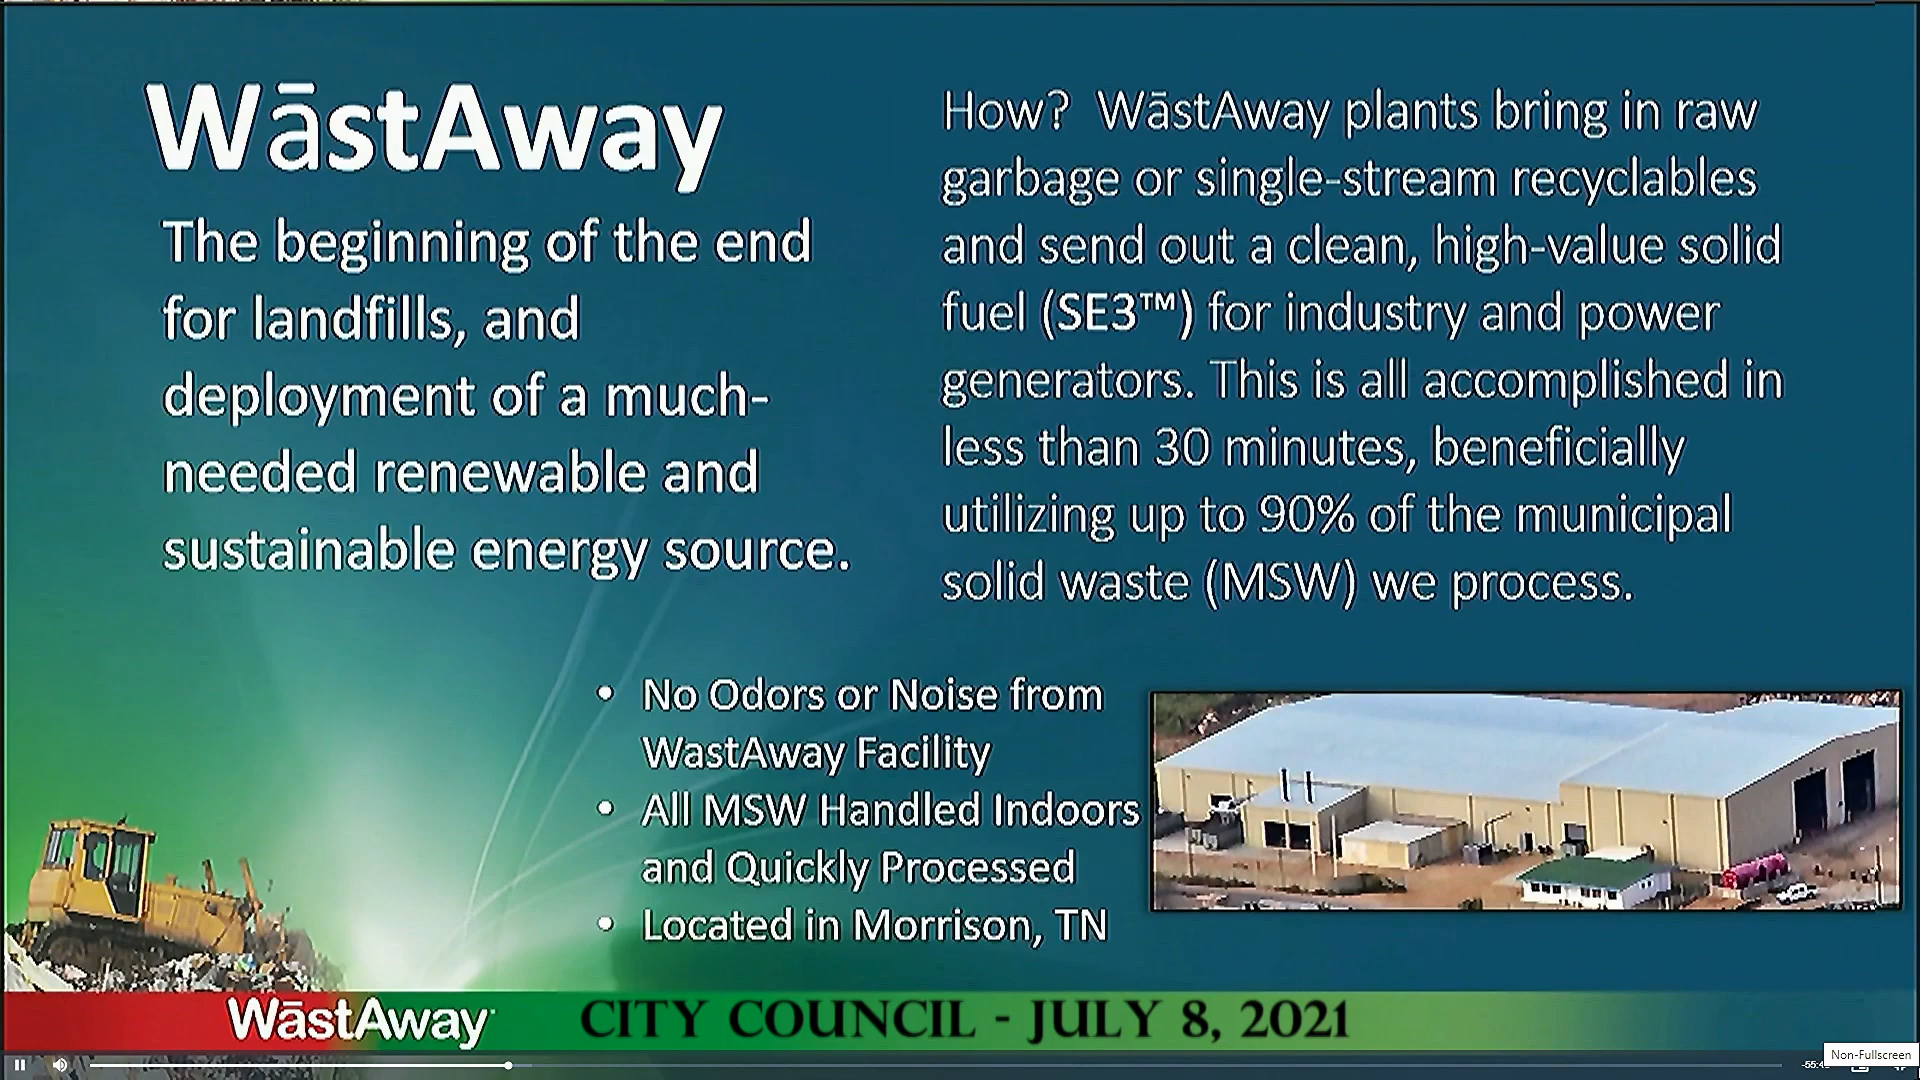 WāstAway
The beginning of the end
for landfills, and
deployment of a much-
needed renewable and
sustainable energy source.
How? WāstAway plants bring in raw
garbage or single-stream recyclables
and send out a clean, high-value solid
fuel (SE3™) for industry and power
generators. This is all accomplished in
less than 30 minutes, beneficially
utilizing up to 90% of the municipal
solid waste (MSW) we process.
• No Odors or Noise from
WastAway Facility
• All MSW Handled Indoors
and Quickly Processed
• Located in Morrison, TN
WāstAway
CITY COUNCIL - JULY 8, 2021
Non-Fullscreen